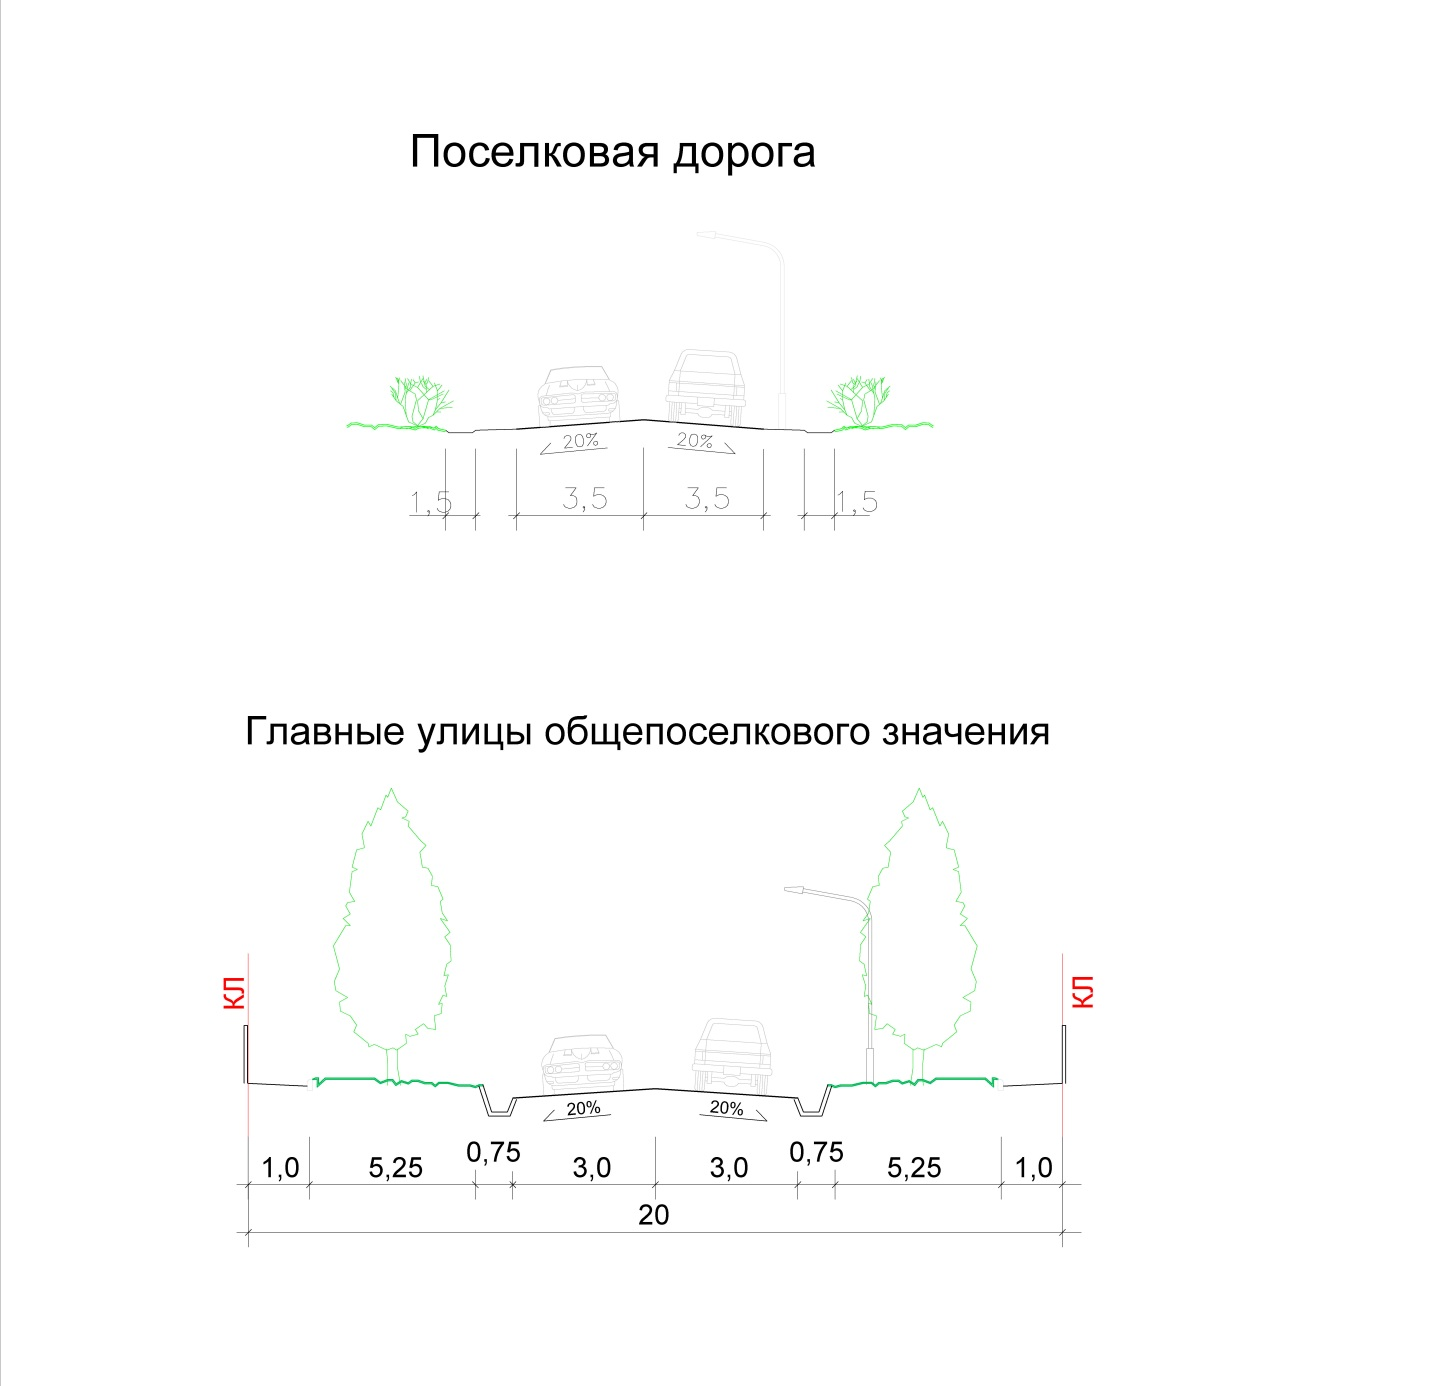 Поселковая дорога
20% 20%
1,5 3,5 3,5 1,5
Главные улицы общепоселкового значения
КЛ КЛ
20% 20%
1,0 5,25 0,75 3,0 3,0 0,75 5,25 1,0
20